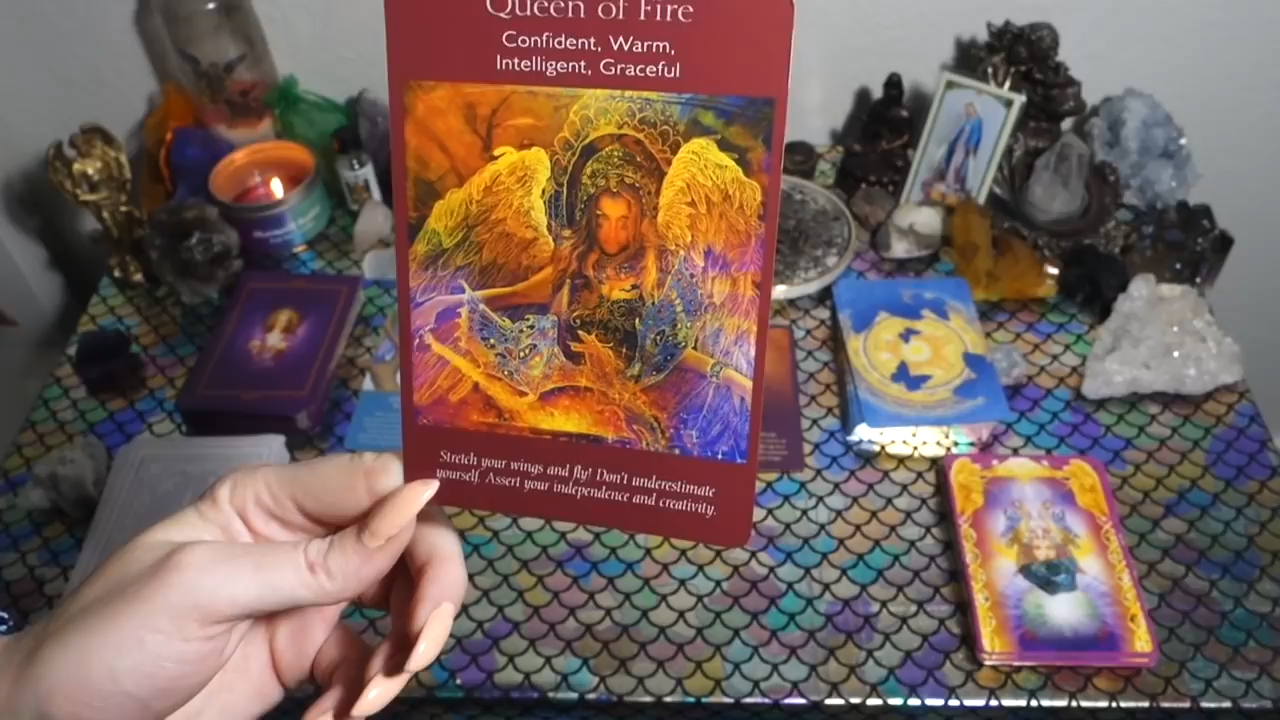 Queen of Fire
Confident, Warm,
Intelligent, Graceful
Stretch your wings and fly! Don't underestimate
yourself. Assert your independence and creativity.